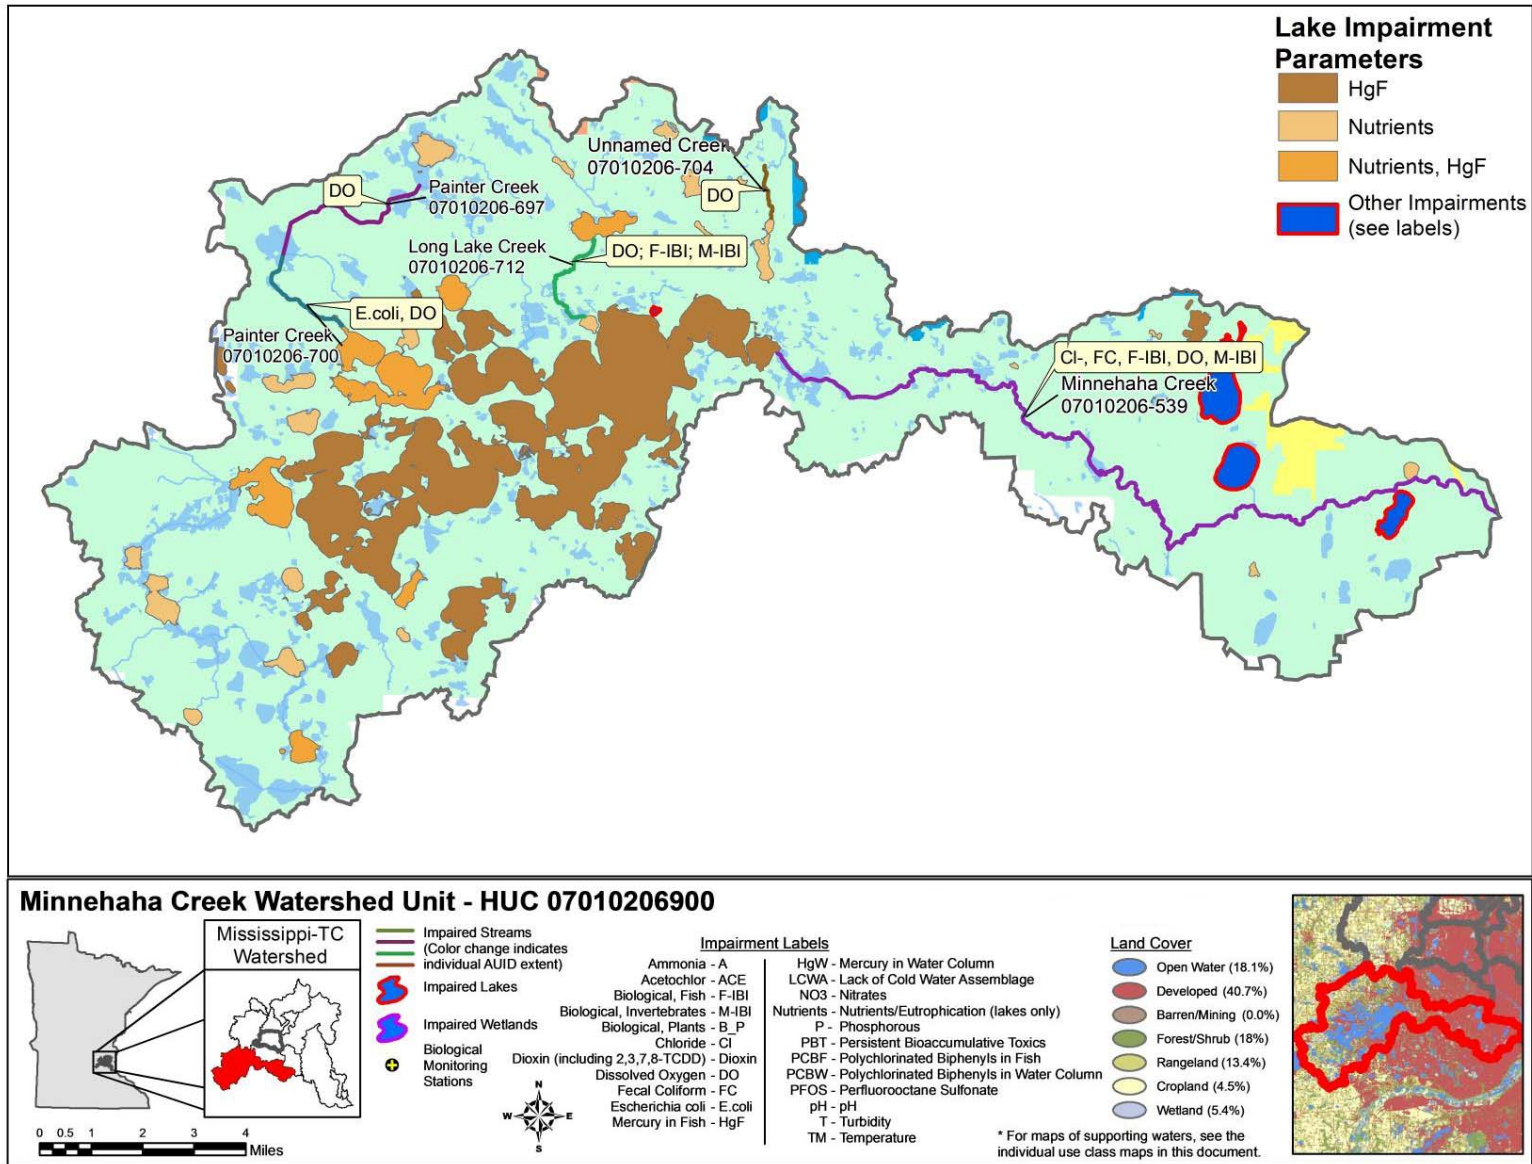 Lake Impairment
Parameters
HgF
Nutrients
Nutrients, HgF
Other Impairments
(see labels)
Unnamed Creek
07010206-704
DO
DO
Painter Creek
07010206-697
Long Lake Creek
07010206-712
DO; F-IBI; M-IBI
E.coli, DO
Painter Creek
07010206-700
Cl-, FC, F-IBI, DO, M-IBI
Minnehaha Creek
07010206-539
Minnehaha Creek Watershed Unit - HUC 07010206900
Mississippi-TC
Watershed
0 0.5 1 2 3 4
Miles
Impaired Streams
(Color change indicates
individual AUID extent)
Impaired Lakes
Impaired Wetlands
Biological
Monitoring
Stations
N
W E
S
Impairment Labels
Ammonia - A
Acetochlor - ACE
Biological, Fish - F-IBI
Biological, Invertebrates - M-IBI
Biological, Plants - B_P
Chloride - Cl
Dioxin (including 2,3,7,8-TCDD) - Dioxin
Dissolved Oxygen - DO
Fecal Coliform - FC
Escherichia coli - E.coli
Mercury in Fish - HgF
HgW - Mercury in Water Column
LCWA - Lack of Cold Water Assemblage
NO3 - Nitrates
Nutrients - Nutrients/Eutrophication (lakes only)
P - Phosphorous
PBT - Persistent Bioaccumulative Toxics
PCBF - Polychlorinated Biphenyls in Fish
PCBW - Polychlorinated Biphenyls in Water Column
PFOS - Perfluorooctane Sulfonate
pH - pH
T - Turbidity
TM - Temperature
Land Cover
Open Water (18.1%)
Developed (40.7%)
Barren/Mining (0.0%)
Forest/Shrub (18%)
Rangeland (13.4%)
Cropland (4.5%)
Wetland (5.4%)
* For maps of supporting waters, see the
individual use class maps in this document.